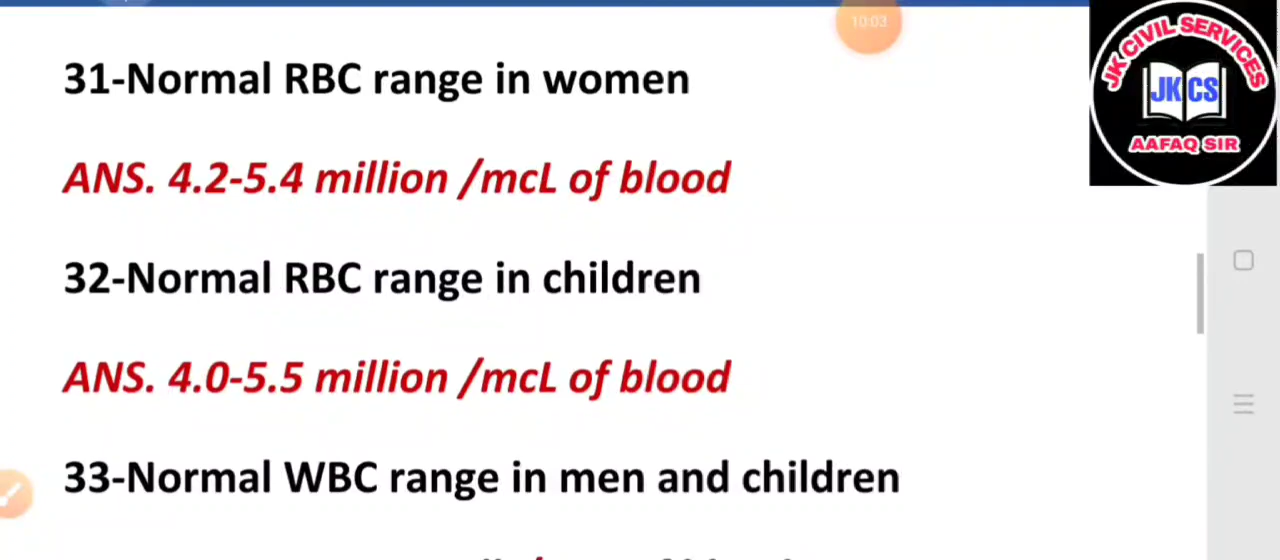 10:03
JK CIVIL SERVICES
JKCS
AAFAQ SIR
31-Normal RBC range in women
ANS. 4.2-5.4 million /mcL of blood
32-Normal RBC range in children
ANS. 4.0-5.5 million /mcL of blood
33-Normal WBC range in men and children